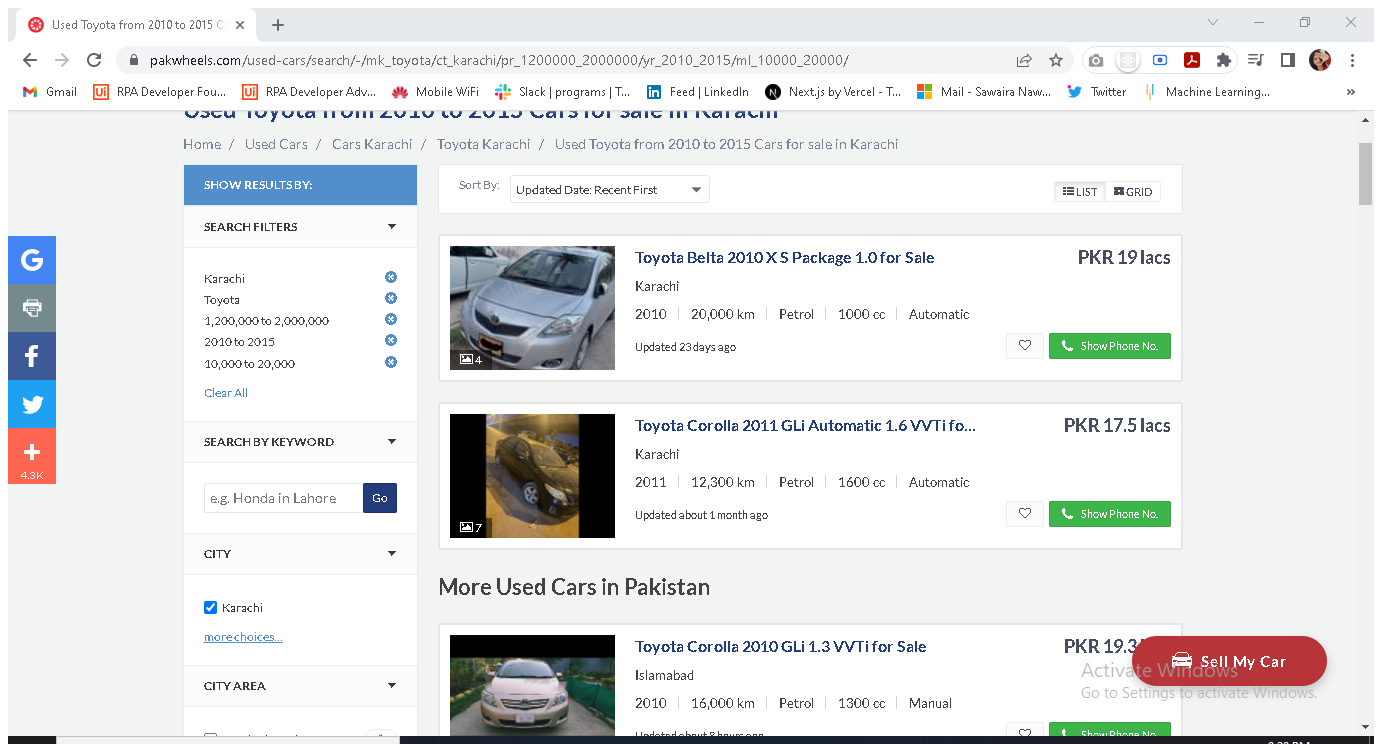 Used Toyota from 2010 to 2015 C
pakwheels.com/used-cars/search/-/mk_toyota/ct_karachi/pr_1200000_2000000/yr_2010_2015/ml_10000_20000/
Gmail
RPA Developer Fou...
RPA Developer Adv...
Mobile WiFi
Slack | programs | T...
Feed | LinkedIn
Next.js by Vercel - T...
Mail - Sawaira Naw...
Twitter
Machine Learning...
»
Used Toyota from 2010 to 2015 Cars for sale in Karachi
Home / Used Cars / Cars Karachi / Toyota Karachi / Used Toyota from 2010 to 2015 Cars for sale in Karachi
SHOW RESULTS BY:
SEARCH FILTERS
Karachi
Toyota
1,200,000 to 2,000,000
2010 to 2015
10,000 to 20,000
Clear All
SEARCH BY KEYWORD
e.g. Honda in Lahore
Go
CITY
Karachi
more choices...
CITY AREA
G
f
+
4.3K
Sort By: Updated Date: Recent First
LIST GRID
Toyota Belta 2010 X S Package 1.0 for Sale
PKR 19 lacs
Karachi
2010 | 20,000 km | Petrol | 1000 cc | Automatic
Updated 23 days ago
Show Phone No.
4
Toyota Corolla 2011 GLi Automatic 1.6 VVTi fo...
PKR 17.5 lacs
Karachi
2011 | 12,300 km | Petrol | 1600 cc | Automatic
Updated about 1 month ago
Show Phone No.
7
More Used Cars in Pakistan
Toyota Corolla 2010 GLi 1.3 VVTi for Sale
PKR 19.3
Islamabad
2010 | 16,000 km | Petrol | 1300 cc | Manual
Updated about 8 hours ago
Show Phone No.
Sell My Car
Activate Windows
Go to Settings to activate Windows.